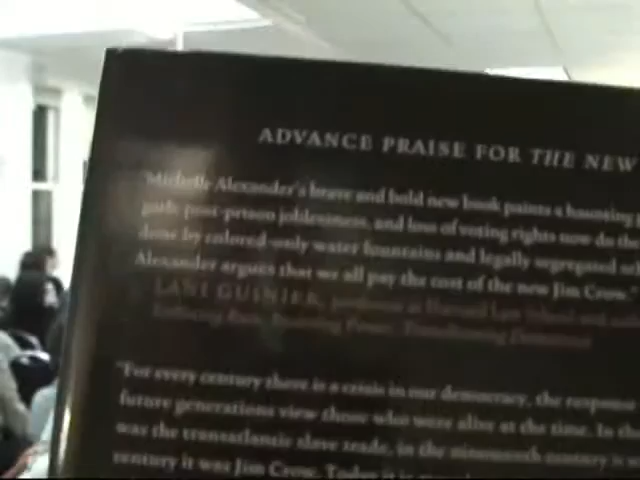 ADVANCE PRAISE FOR THE NEW
"Michelle Alexander's brave and bold new book paints a haunting
post-prison joblessness, and loss of voting rights now do the
done by colored-only water fountains and legally segregated
Alexander argues that we all pay the cost of the new Jim Crow."
LANI GUINIER, professor at Harvard Law School and
"For every century there is a crisis in our democracy, the response
future generations view those who were alive at the time. In the
was the transatlantic slave trade, in the nineteenth century
century it was Jim Crow. Today it is